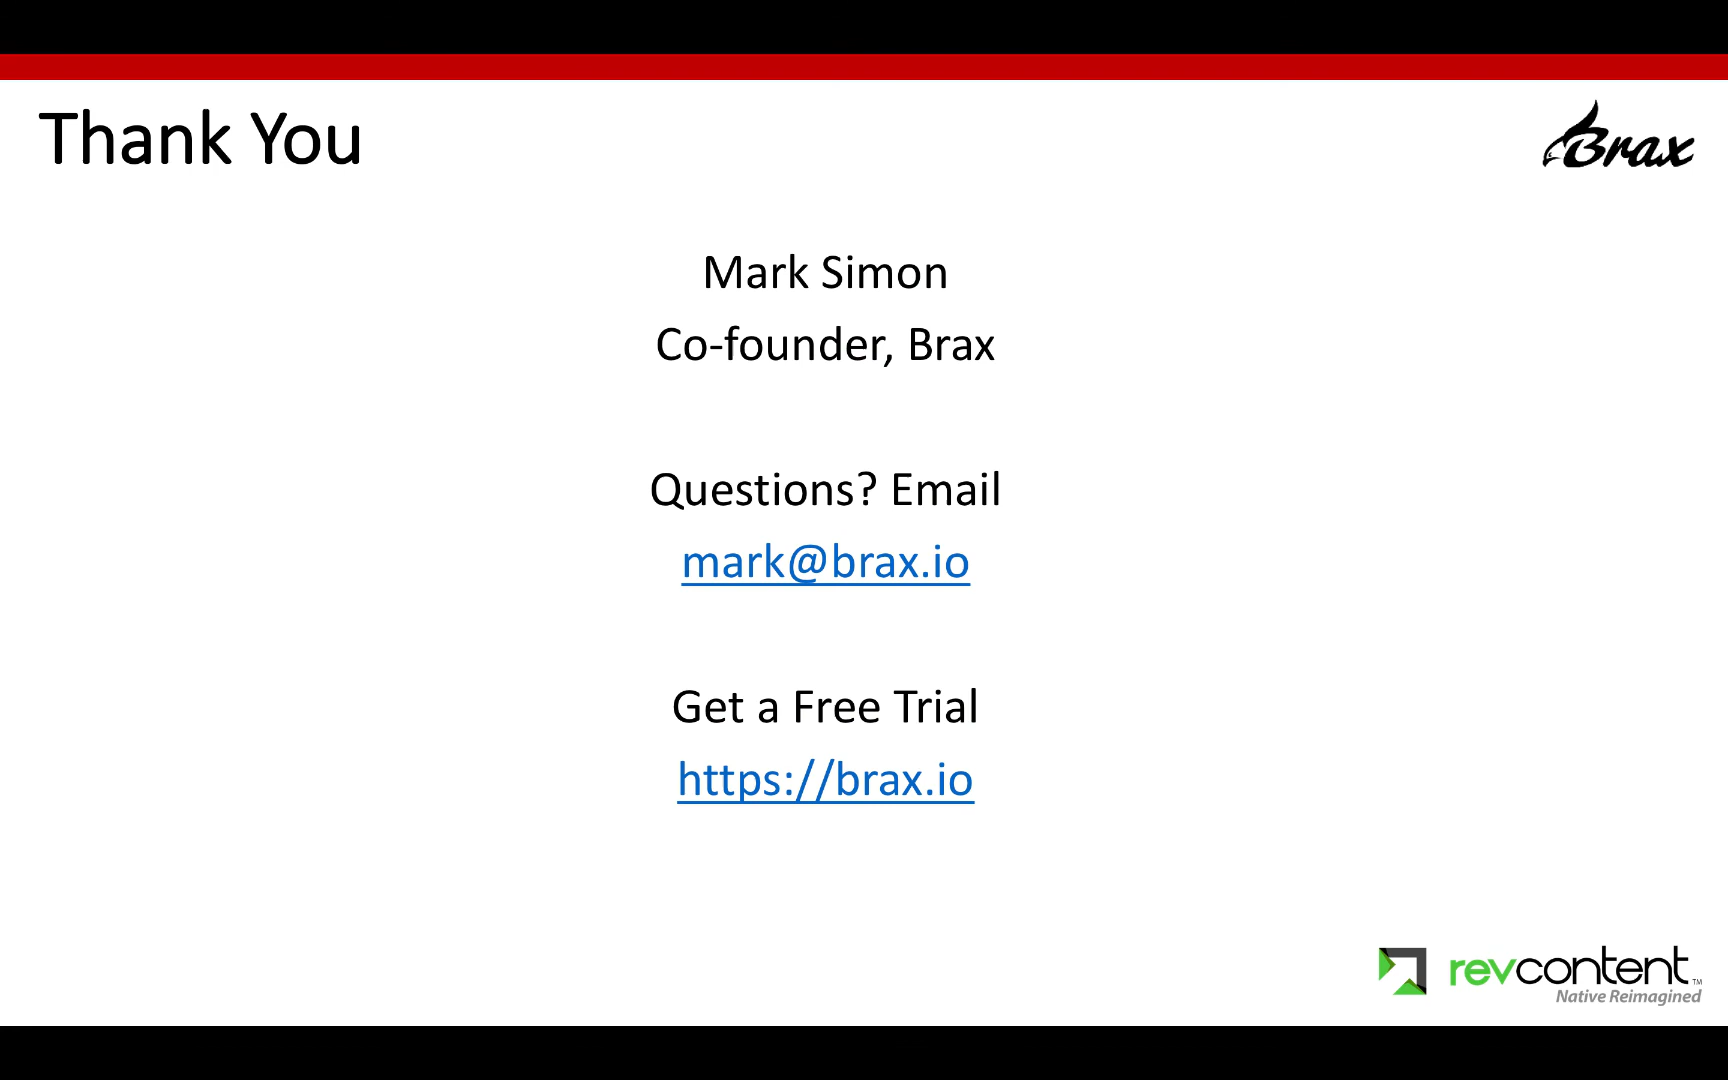 Thank You
Brax
Mark Simon
Co-founder, Brax
Questions? Email
mark@brax.io
Get a Free Trial
https://brax.io
revcontent™
Native Reimagined